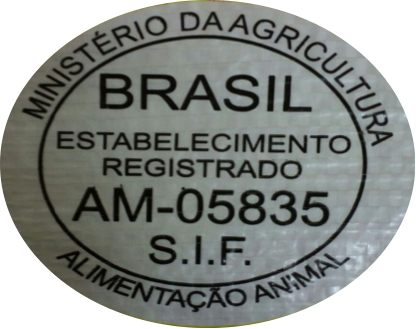 MINISTÉRIO DA AGRICULTURA
BRASIL
ESTABELECIMENTO
REGISTRADO
AM-05835
S.I.F.
ALIMENTAÇÃO ANIMAL